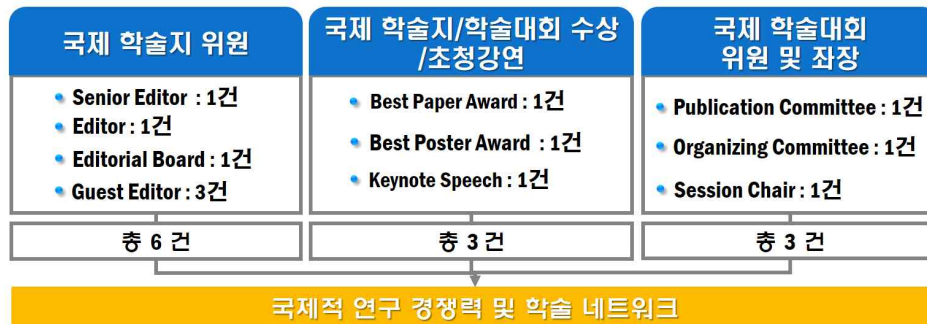 국제 학술지 위원
• Senior Editor : 1건
• Editor : 1건
• Editorial Board : 1건
• Guest Editor : 3건
총 6 건
국제 학술지/학술대회 수상
/초청강연
• Best Paper Award : 1건
• Best Poster Award : 1건
• Keynote Speech : 1건
총 3 건
국제 학술대회
위원 및 좌장
• Publication Committee : 1건
• Organizing Committee : 1건
• Session Chair : 1건
총 3 건
국제적 연구 경쟁력 및 학술 네트워크